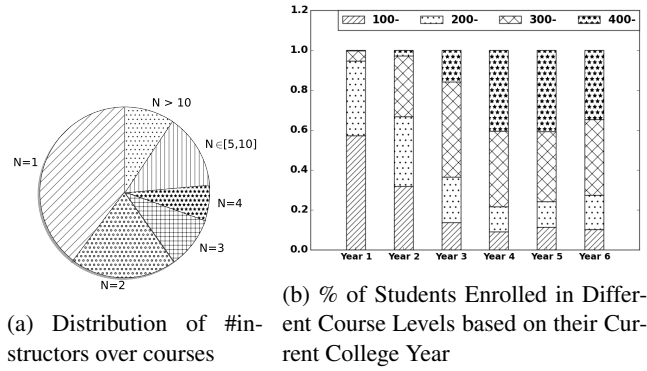 N > 10
N ∈[5,10]
N=1
N=4
N=3
N=2
(a) Distribution of #in-
structors over courses
100- 200- 300- 400-
1.2
1.0
0.8
0.6
0.4
0.2
0.0
Year 1 Year 2 Year 3 Year 4 Year 5 Year 6
(b) % of Students Enrolled in Differ-
ent Course Levels based on their Cur-
rent College Year